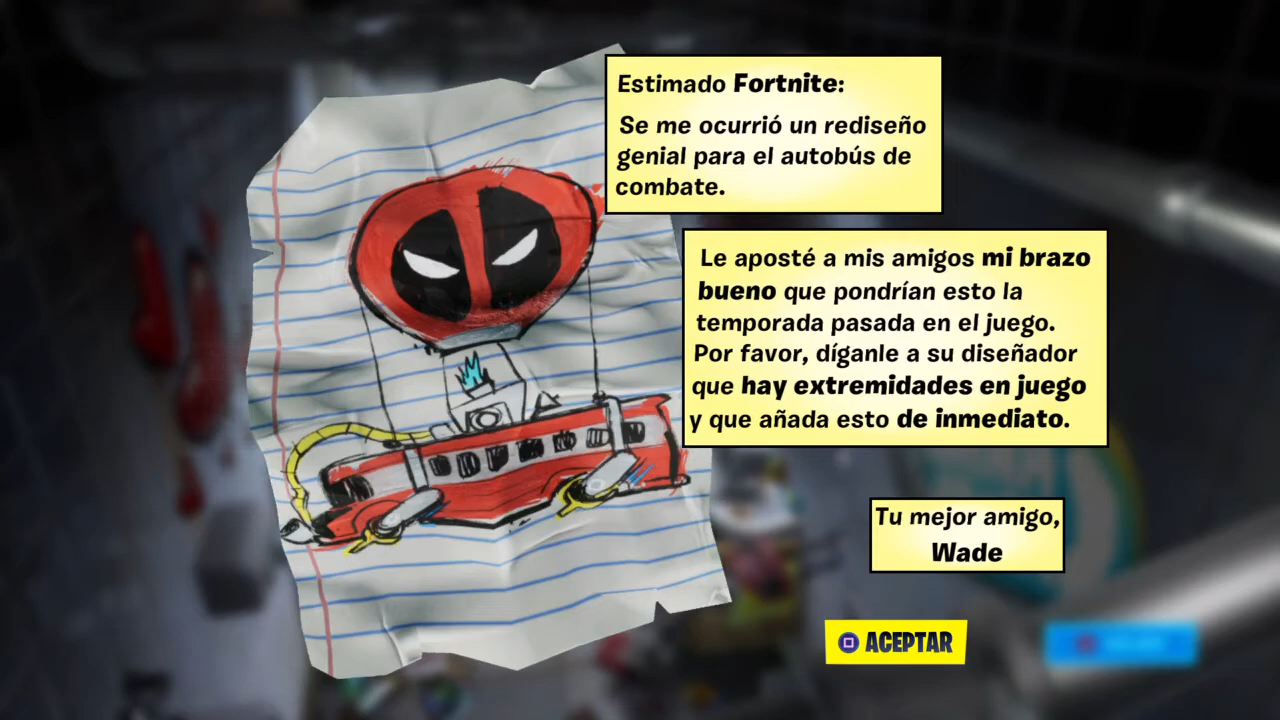 Estimado Fortnite:
Se me ocurrió un rediseño
genial para el autobús de
combate.
Le aposté a mis amigos mi brazo
bueno que pondrían esto la
temporada pasada en el juego.
Por favor, díganle a su diseñador
que hay extremidades en juego
y que añada esto de inmediato.
Tu mejor amigo,
Wade
ACEPTAR